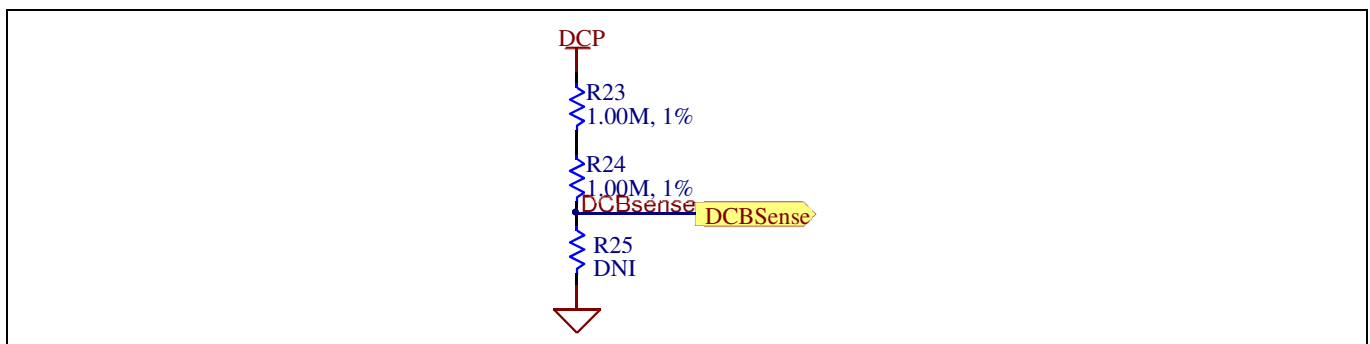 DCP
R23
1.00M, 1%
R24
1.00M, 1%
DCBsense
DCBSense
R25
DNI